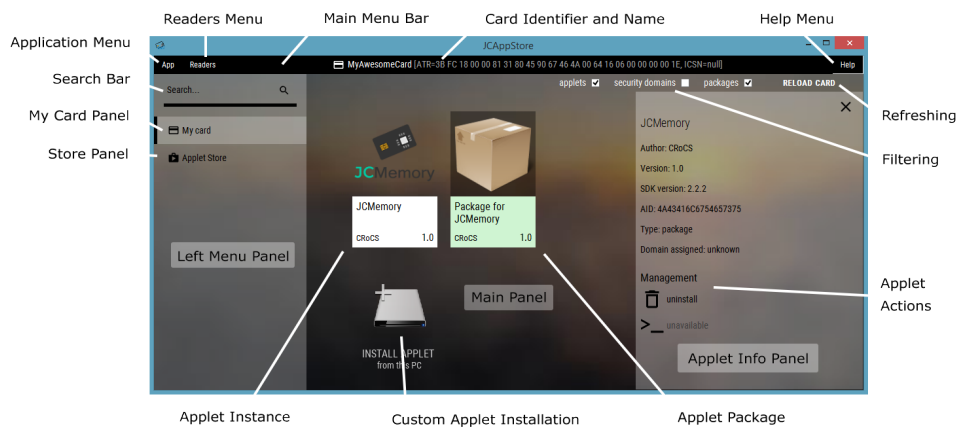 Readers Menu
Main Menu Bar
Card Identifier and Name
Help Menu
Application Menu
JCAppStore
App
Readers
MyAwesomeCard [ATR=3B FC 18 00 00 81 31 80 45 90 67 46 4A 00 64 16 06 00 00 00 00 1E, ICSN=null]
Help
Search Bar
Search...
applets
security domains
packages
RELOAD CARD
My Card Panel
My card
Refreshing
Store Panel
Applet Store
Filtering
JCMemory
JCMemory
CRoCS 1.0
Package for
JCMemory
CRoCS 1.0
JCMemory
Author: CRoCS
Version: 1.0
SDK version: 2.2.2
AID: 4A43416C6754657375
Type: package
Domain assigned: unknown
Left Menu Panel
Main Panel
Management
uninstall
>_ unavailable
Applet
Actions
INSTALL APPLET
from this PC
Applet Info Panel
Applet Instance
Custom Applet Installation
Applet Package